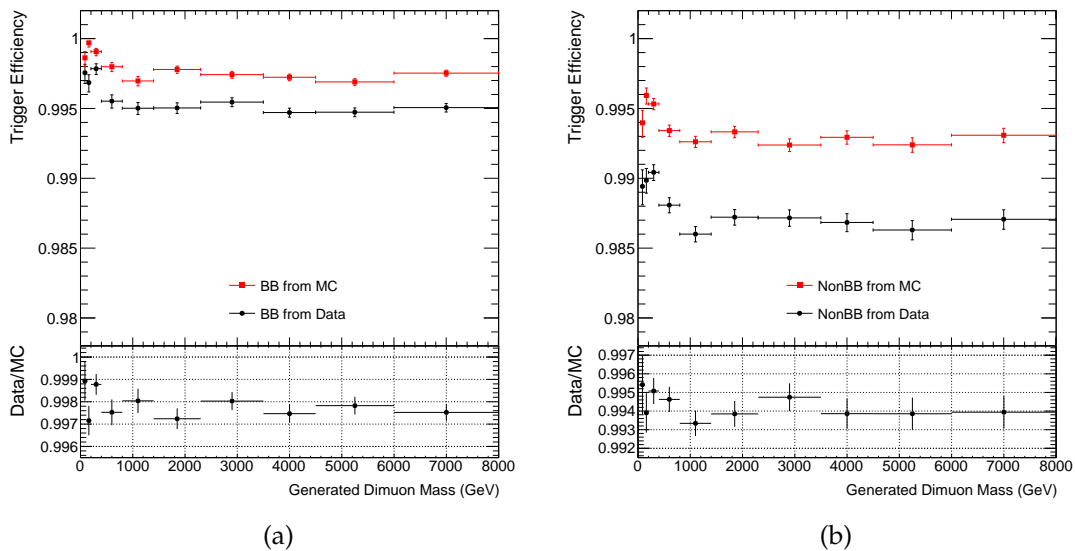 Trigger Efficiency
1
0.995
0.99
0.985
0.98
BB from MC
BB from Data
Data/MC
1
0.999
0.998
0.997
0.996
0 1000 2000 3000 4000 5000 6000 7000 8000
Generated Dimuon Mass (GeV)
(a)
Trigger Efficiency
1
0.995
0.99
0.985
0.98
NonBB from MC
NonBB from Data
Data/MC
0.997
0.996
0.995
0.994
0.993
0.992
0 1000 2000 3000 4000 5000 6000 7000 8000
Generated Dimuon Mass (GeV)
(b)